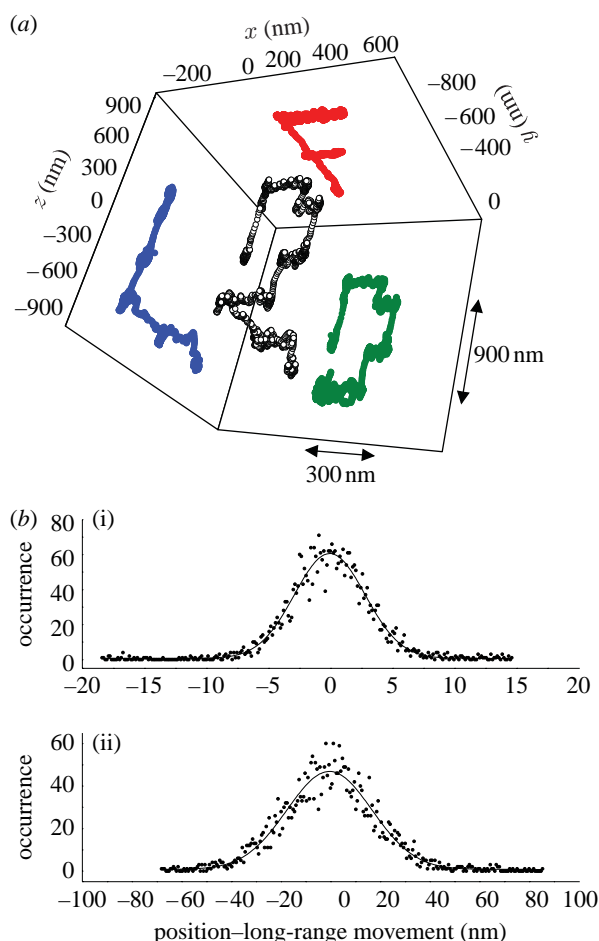 (a)
x (nm)
−200 0 200 400 600
−800
−600
−400
0
y (nm)
900
600
300
0
−300
−600
−900
z (nm)
900 nm
300 nm
(b) (i)
80
60
40
20
0
occurrence
−20 −15 −10 −5 0 5 10 15 20
(ii)
60
40
20
0
occurrence
−100 −80 −60 −40 −20 0 20 40 60 80 100
position–long-range movement (nm)